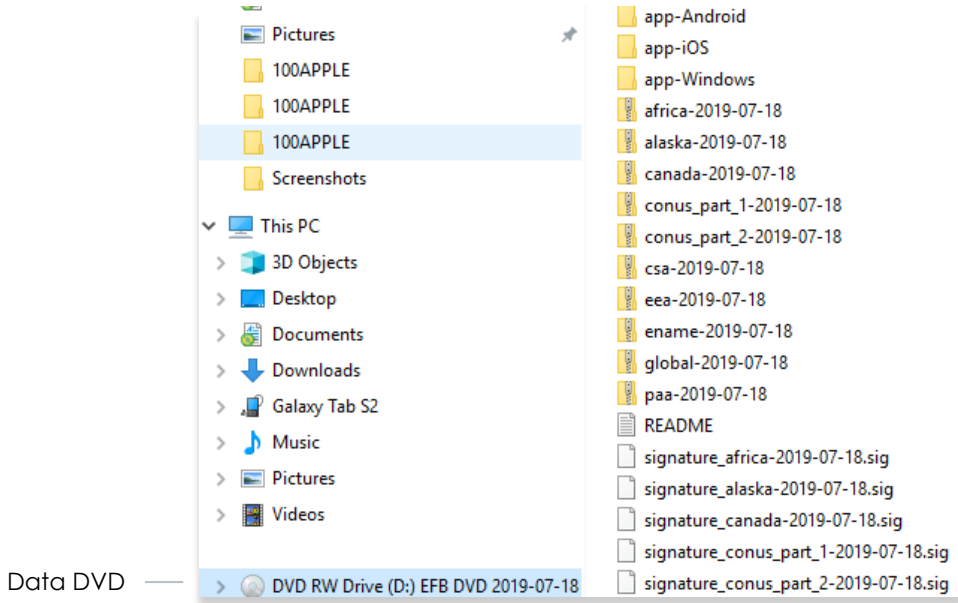 Pictures
100APPLE
100APPLE
100APPLE
Screenshots
This PC
3D Objects
Desktop
Documents
Downloads
Galaxy Tab S2
Music
Pictures
Videos
Data DVD
DVD RW Drive (D:) EFB DVD 2019-07-18
app-Android
app-iOS
app-Windows
africa-2019-07-18
alaska-2019-07-18
canada-2019-07-18
conus_part_1-2019-07-18
conus_part_2-2019-07-18
csa-2019-07-18
eea-2019-07-18
ename-2019-07-18
global-2019-07-18
paa-2019-07-18
README
signature_africa-2019-07-18.sig
signature_alaska-2019-07-18.sig
signature_canada-2019-07-18.sig
signature_conus_part_1-2019-07-18.sig
signature_conus_part_2-2019-07-18.sig